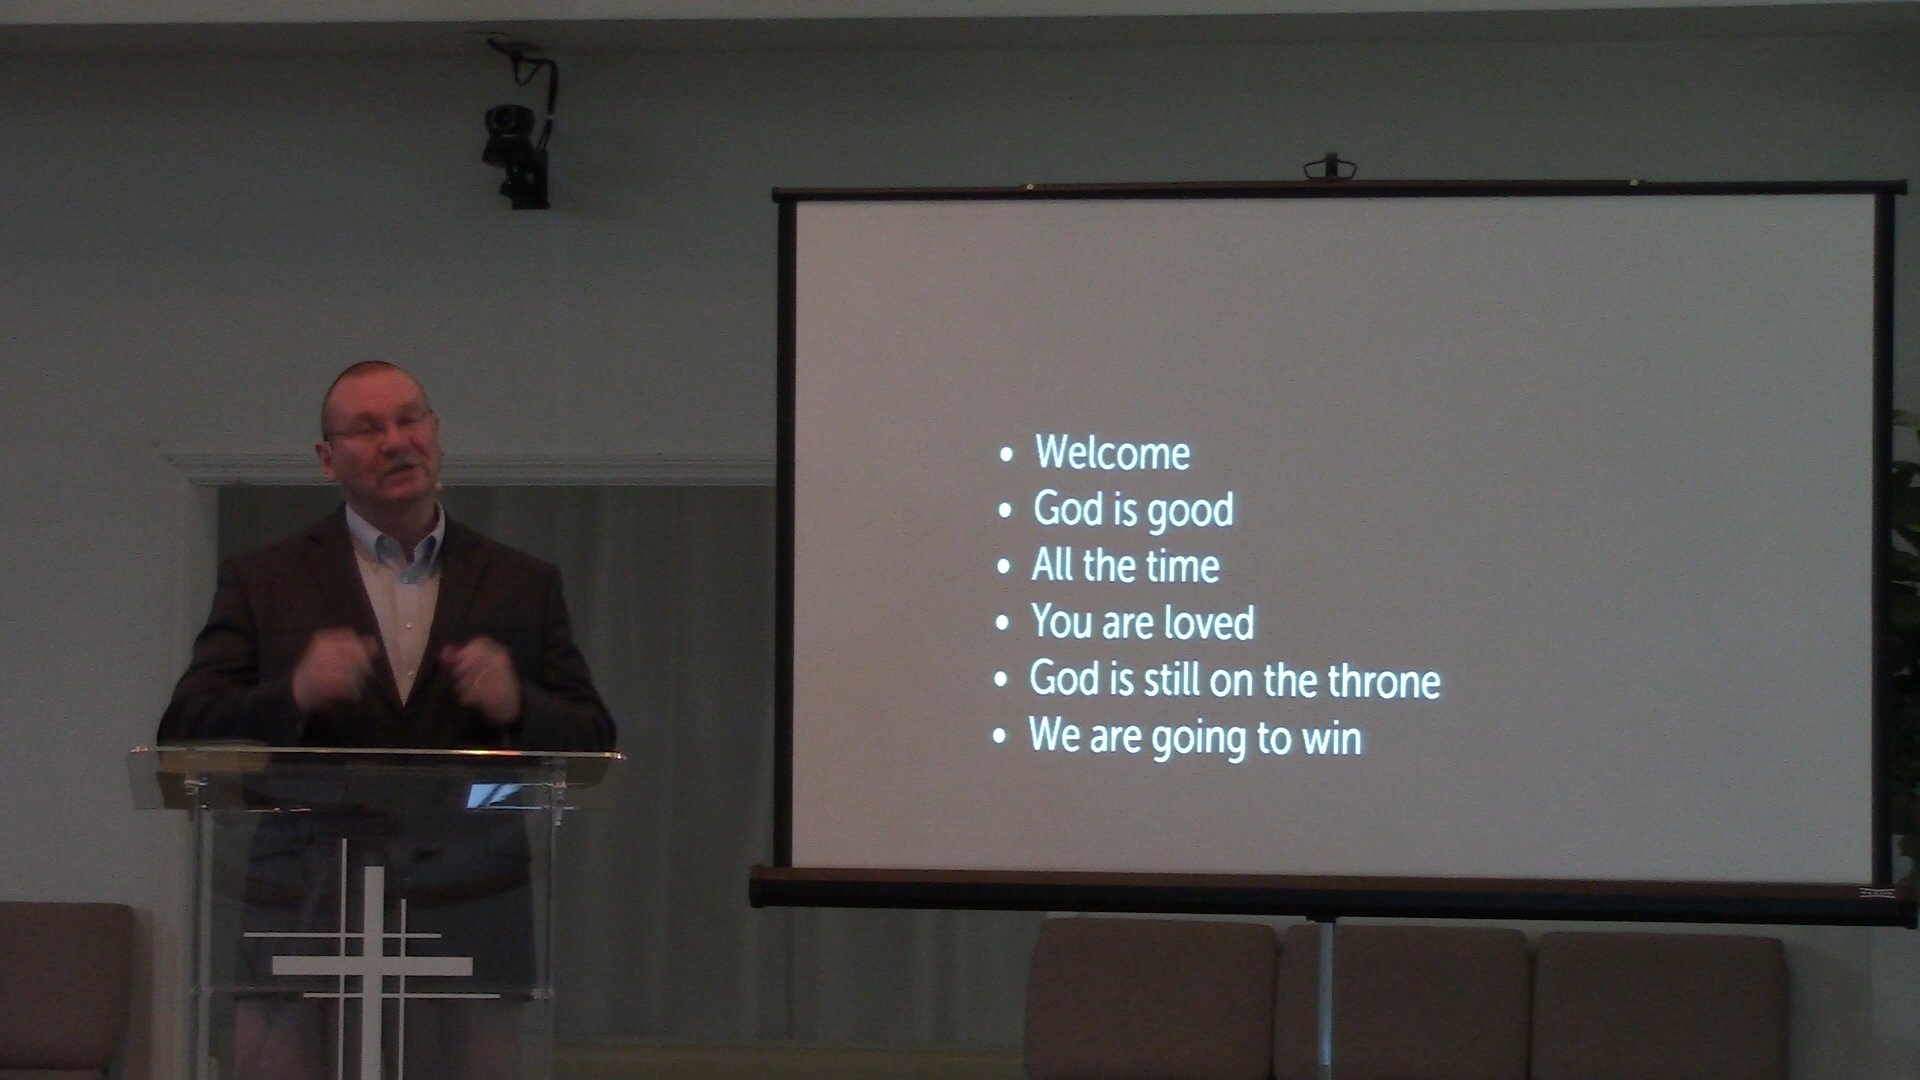 • Welcome
• God is good
• All the time
• You are loved
• God is still on the throne
• We are going to win